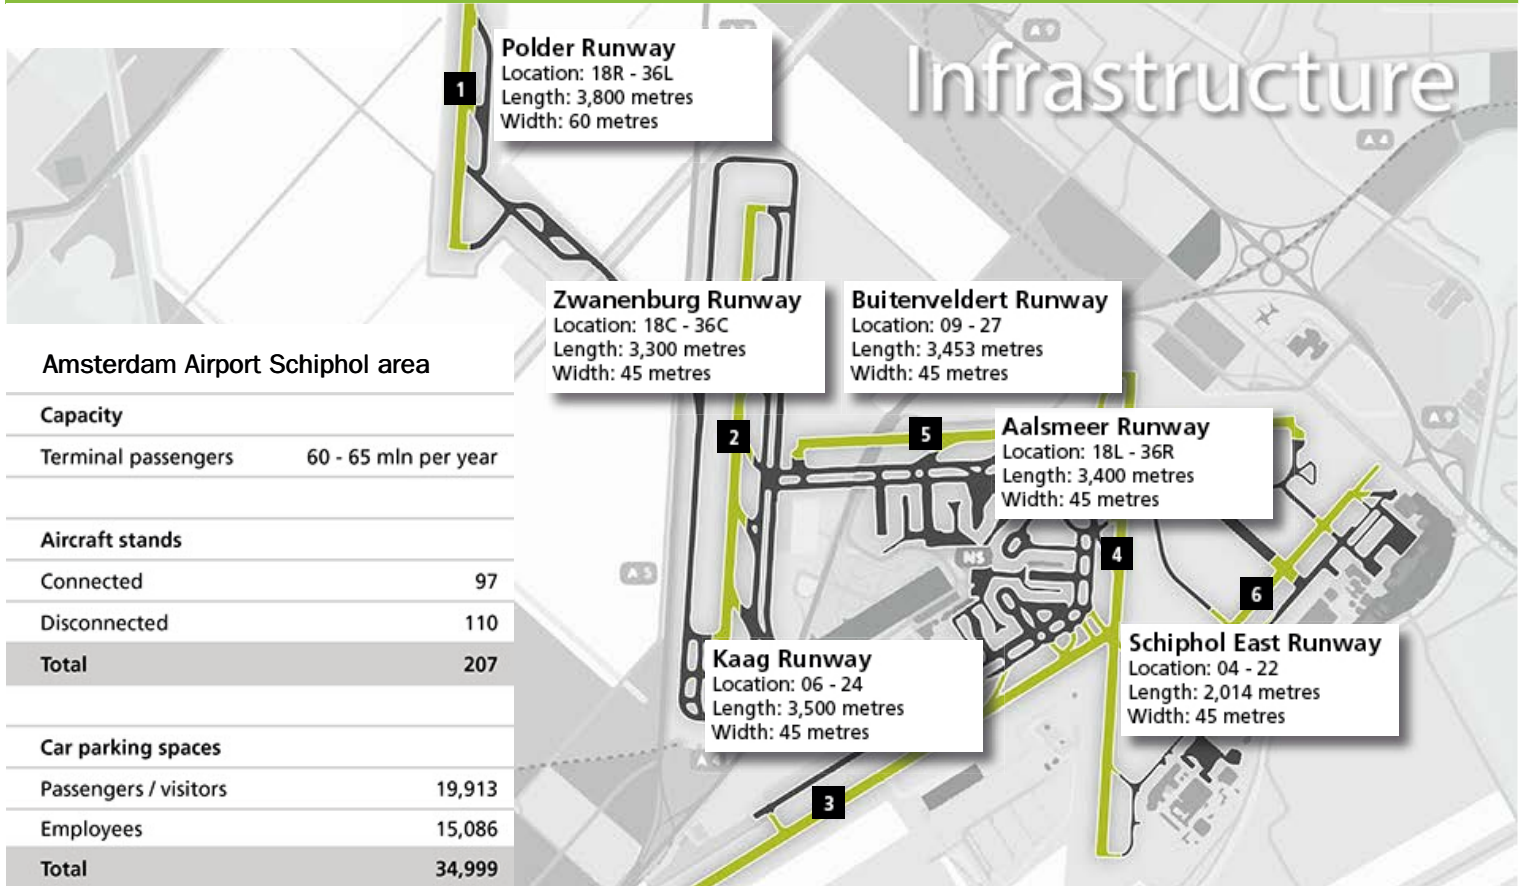 Infrastructure
A 9
A 4
Polder Runway
Location: 18R - 36L
Length: 3,800 metres
Width: 60 metres
1
Zwanenburg Runway
Location: 18C - 36C
Length: 3,300 metres
Width: 45 metres
2
Buitenveldert Runway
Location: 09 - 27
Length: 3,453 metres
Width: 45 metres
5
A 9
Aalsmeer Runway
Location: 18L - 36R
Length: 3,400 metres
Width: 45 metres
4
NS
A 5
6
Schiphol East Runway
Location: 04 - 22
Length: 2,014 metres
Width: 45 metres
Kaag Runway
Location: 06 - 24
Length: 3,500 metres
Width: 45 metres
3
Amsterdam Airport Schiphol area
Capacity
Terminal passengers 60 - 65 mln per year
Aircraft stands
Connected 97
Disconnected 110
Total 207
Car parking spaces
Passengers / visitors 19,913
Employees 15,086
Total 34,999